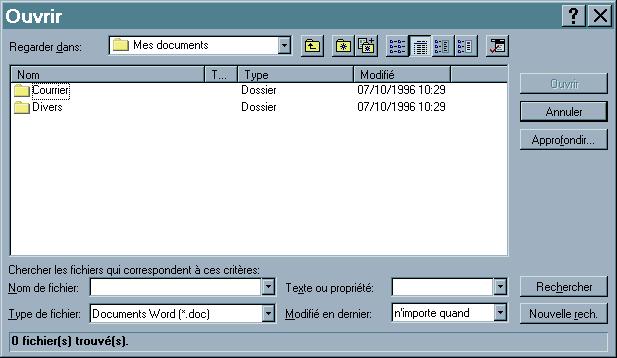 Ouvrir
Regarder dans: Mes documents
Nom T... Type Modifié
Courrier Dossier 07/10/1996 10:29
Divers Dossier 07/10/1996 10:29
Ouvrir
Annuler
Approfondir...
Chercher les fichiers qui correspondent à ces critères:
Nom de fichier: Texte ou propriété: Rechercher
Type de fichier: Documents Word (*.doc) Modifié en dernier: n'importe quand Nouvelle rech.
0 fichier(s) trouvé(s).